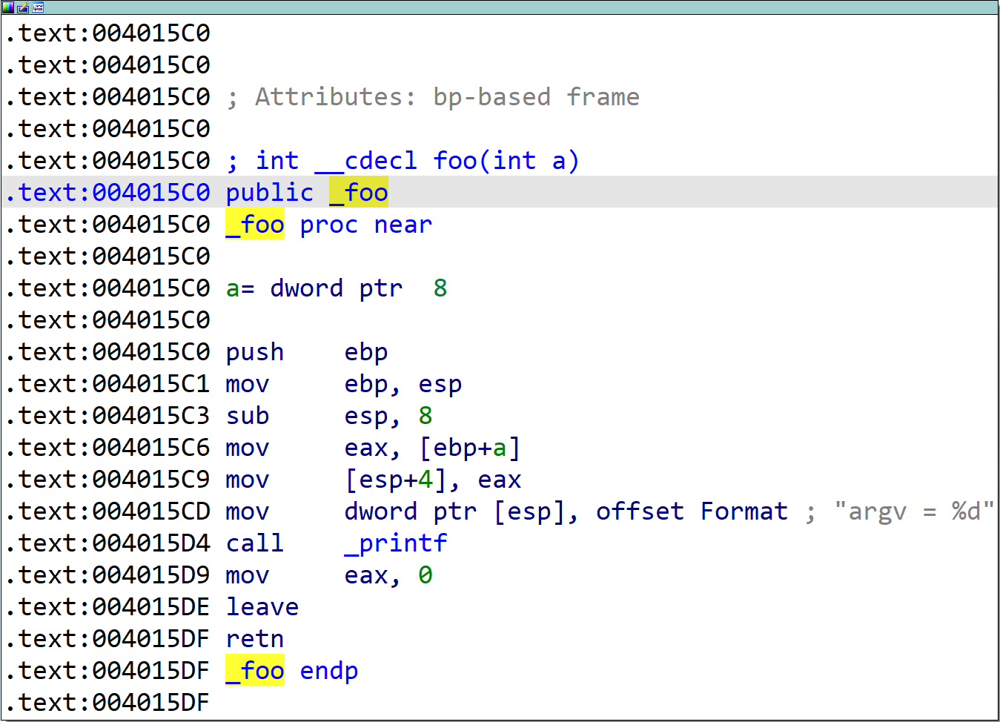 .text:004015C0
.text:004015C0
.text:004015C0 ; Attributes: bp-based frame
.text:004015C0
.text:004015C0 ; int __cdecl foo(int a)
.text:004015C0 public _foo
.text:004015C0 _foo proc near
.text:004015C0
.text:004015C0 a= dword ptr  8
.text:004015C0
.text:004015C0 push    ebp
.text:004015C1 mov     ebp, esp
.text:004015C3 sub     esp, 8
.text:004015C6 mov     eax, [ebp+a]
.text:004015C9 mov     [esp+4], eax
.text:004015CD mov     dword ptr [esp], offset Format ; "argv = %d"
.text:004015D4 call    _printf
.text:004015D9 mov     eax, 0
.text:004015DE leave
.text:004015DF retn
.text:004015DF _foo endp
.text:004015DF